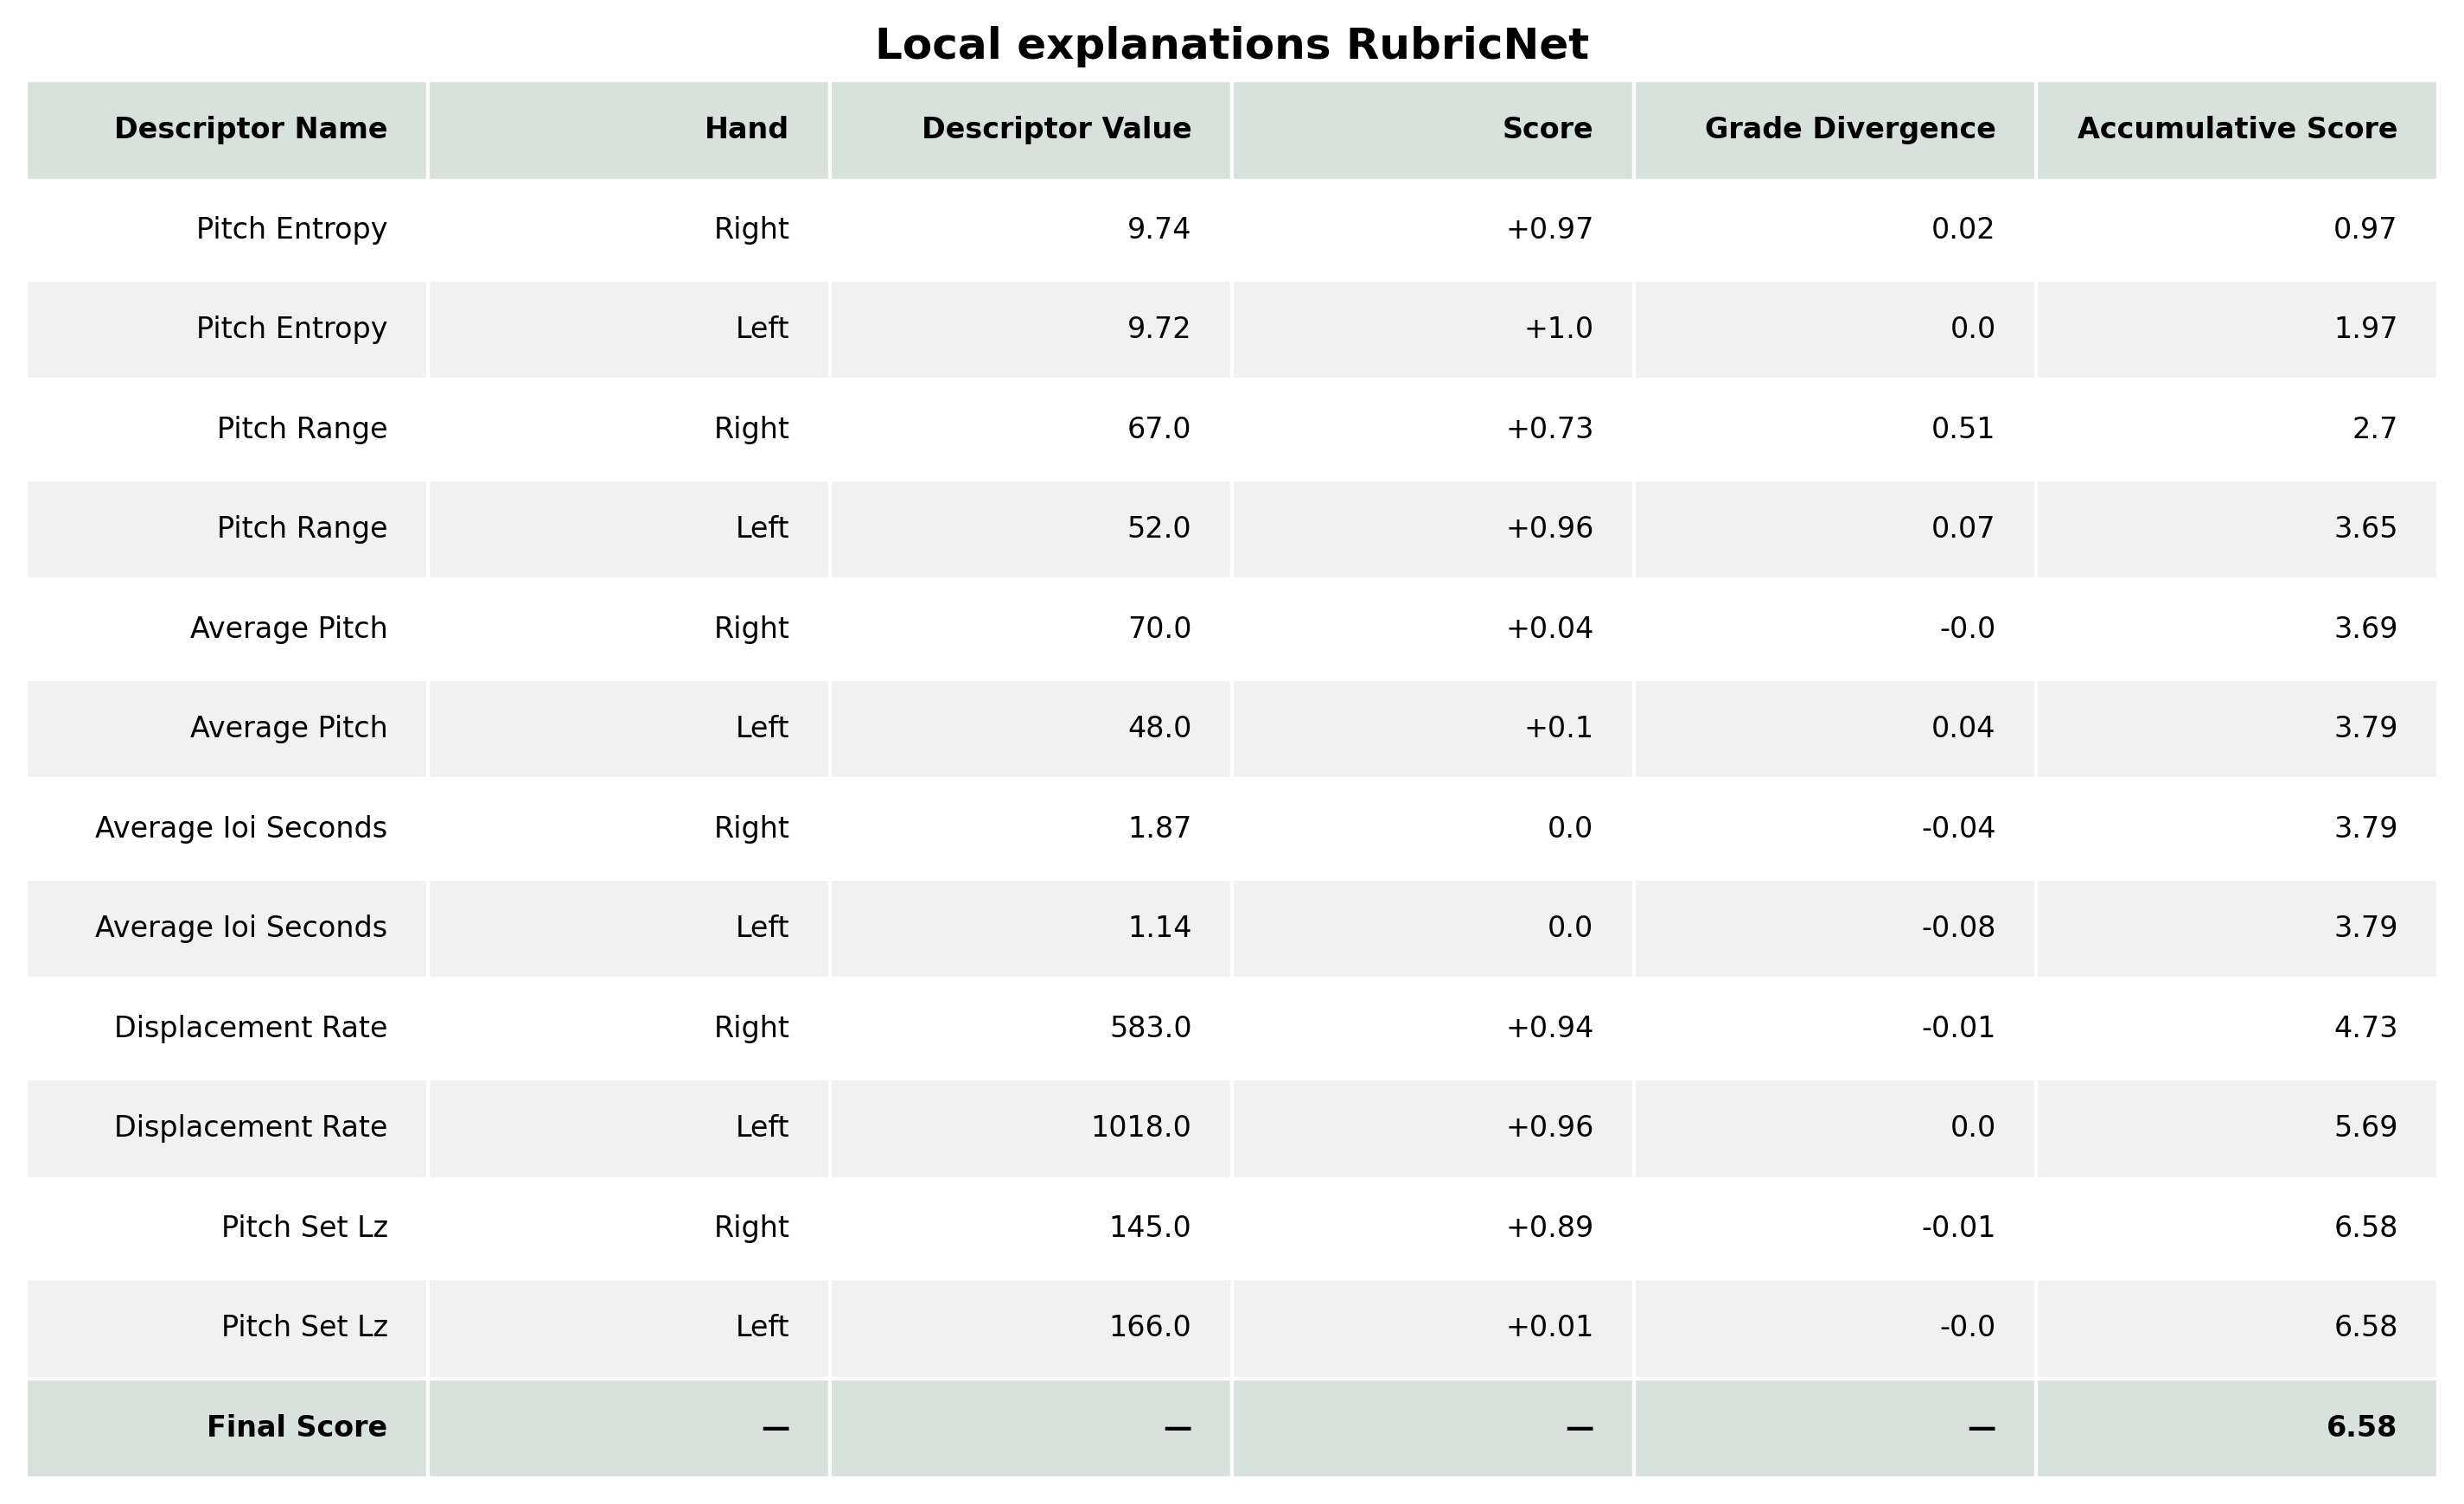 Local explanations RubricNet
Descriptor Name Hand Descriptor Value Score Grade Divergence Accumulative Score
Pitch Entropy Right 9.74 +0.97 0.02 0.97
Pitch Entropy Left 9.72 +1.0 0.0 1.97
Pitch Range Right 67.0 +0.73 0.51 2.7
Pitch Range Left 52.0 +0.96 0.07 3.65
Average Pitch Right 70.0 +0.04 -0.0 3.69
Average Pitch Left 48.0 +0.1 0.04 3.79
Average Ioi Seconds Right 1.87 0.0 -0.04 3.79
Average Ioi Seconds Left 1.14 0.0 -0.08 3.79
Displacement Rate Right 583.0 +0.94 -0.01 4.73
Displacement Rate Left 1018.0 +0.96 0.0 5.69
Pitch Set Lz Right 145.0 +0.89 -0.01 6.58
Pitch Set Lz Left 166.0 +0.01 -0.0 6.58
Final Score — — — — 6.58